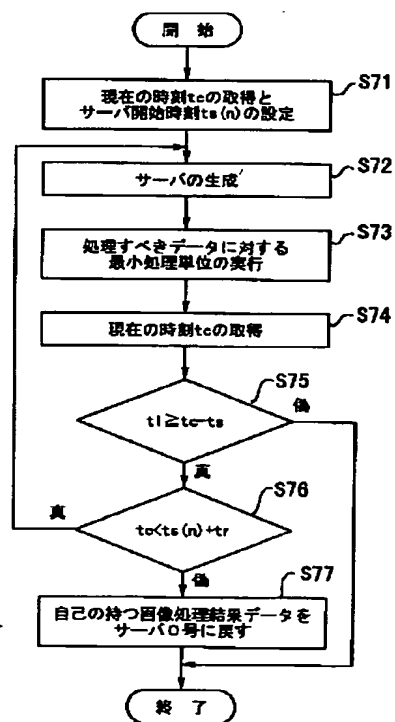 開 始
S71
現在の時刻tcの取得と
サーバ開始時刻ts(n)の設定
S72
サーバの生成
S73
処理すべきデータに対する
最小処理単位の実行
S74
現在の時刻tcの取得
S75
tl≧tc-ts
偽
真
S76
真
tc<ts(n)+tr
偽
S77
自己の持つ画像処理結果データを
サーバ0号に戻す
終 了